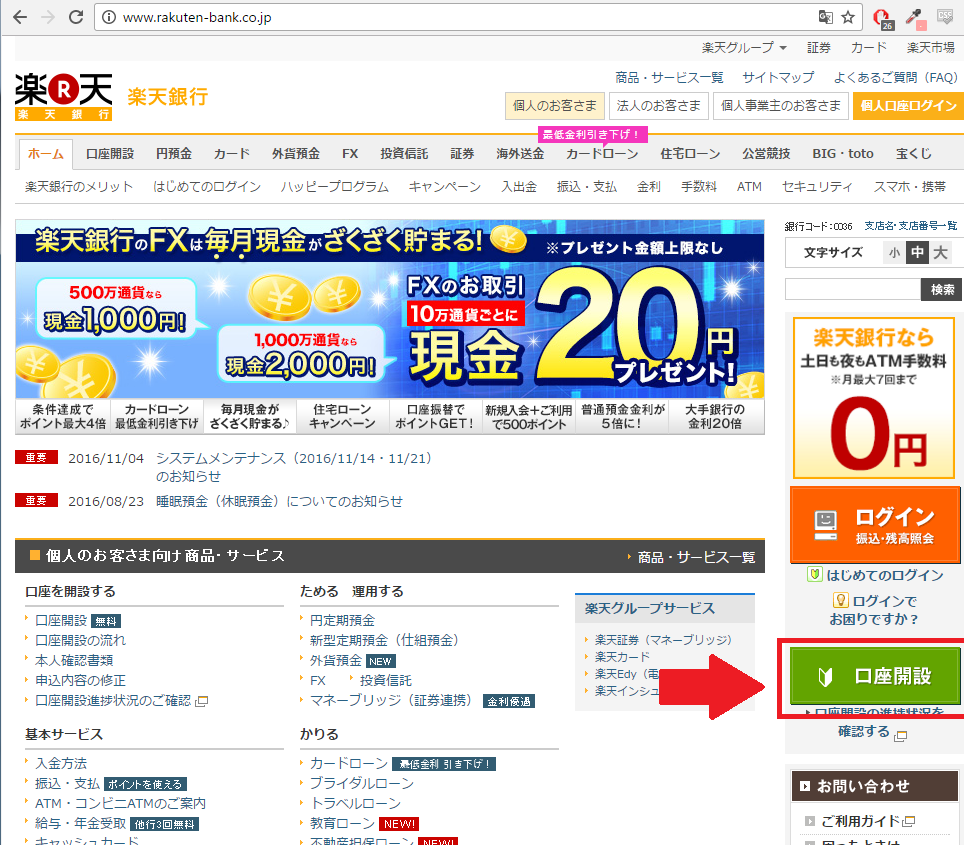 www.rakuten-bank.co.jp
26
楽天グループ 証券 カード 楽天市場
楽R天
楽天銀行
楽天銀行
商品・サービス一覧 サイトマップ よくあるご質問（FAQ）
個人のお客さま 法人のお客さま 個人事業主のお客さま 個人口座ログイン
最低金利引き下げ！
ホーム 口座開設 円預金 カード 外貨預金 FX 投資信託 証券 海外送金 カードローン 住宅ローン 公営競技 BIG・toto 宝くじ
楽天銀行のメリット はじめてのログイン ハッピープログラム キャンペーン 入出金 振込・支払 金利 手数料 ATM セキュリティ スマホ・携帯
楽天銀行のFXは毎月現金がざくざく貯まる! ※プレゼント金額上限なし
500万通貨なら
現金1,000円!
1,000万通貨なら
現金2,000円!
FXのお取引
10万通貨ごとに
現金20円
プレゼント!
条件達成で
ポイント最大4倍
カードローン
最低金利引き下げ
毎月現金が
ざくざく貯まる♪
住宅ローン
キャンペーン
口座振替で
ポイントGET！
新規入会＋ご利用
で500ポイント
普通預金金利が
５倍に！
大手銀行の
金利20倍
銀行コード:0036 支店名・支店番号一覧
文字サイズ 小 中 大
検索
楽天銀行なら
土日も夜もATM手数料
※月最大7回まで
0円
ログイン
振込・残高照会
はじめてのログイン
ログインで
お困りですか？
口座開設
口座開設の進捗状況を
確認する
お問い合わせ
ご利用ガイド
困ったときは
重要 2016/11/04 システムメンテナンス（2016/11/14・11/21）
のお知らせ
重要 2016/08/23 睡眠預金（休眠預金）についてのお知らせ
個人のお客さま向け 商品・サービス 商品・サービス一覧
口座を開設する
口座開設 無料
口座開設の流れ
本人確認書類
申込内容の修正
口座開設進捗状況のご確認
基本サービス
入金方法
振込・支払 ポイントを使える
ATM・コンビニATMのご案内
給与・年金受取 他行3回無料
キャッシュカード
ためる 運用する
円定期預金
新型定期預金（仕組預金）
外貨預金 NEW
FX 投資信託
マネーブリッジ（証券連携） 金利優遇
かりる
カードローン 最低金利 引き下げ！
ブライダルローン
トラベルローン
教育ローン NEW!
不動産担保ローン NEW!
楽天グループサービス
楽天証券（マネーブリッジ）
楽天カード
楽天Edy（電
楽天インシュ